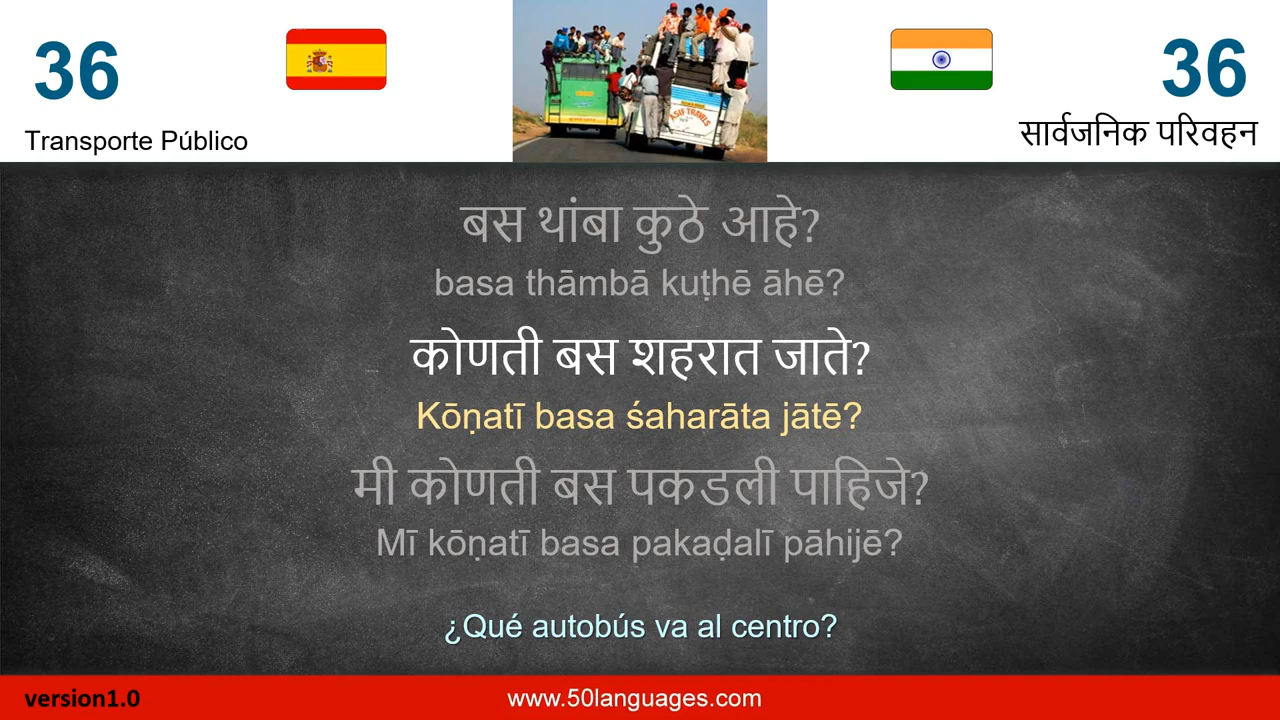 36
36
Transporte Público
सार्वजनिक परिवहन
ASIF TRAVELS
बस थांबा कुठे आहे?
basa thāmbā kuṭhē āhē?
कोणती बस शहरात जाते?
Kōṇatī basa śaharāta jātē?
मी कोणती बस पकडली पाहिजे?
Mī kōṇatī basa pakaḍalī pāhijē?
¿Qué autobús va al centro?
version1.0
www.50languages.com